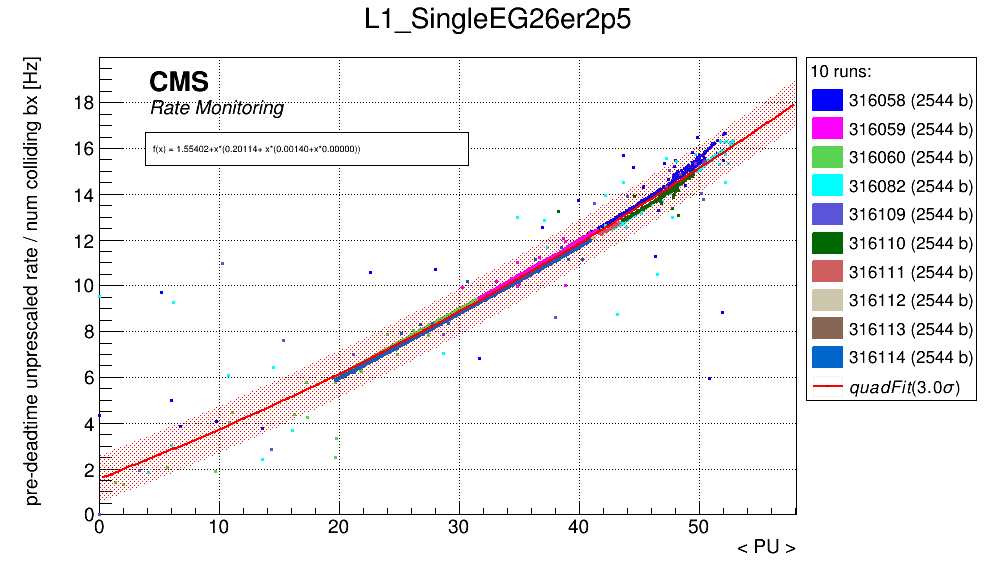 L1_SingleEG26er2p5
pre-deadtime unprescaled rate / num colliding bx [Hz]
CMS
Rate Monitoring
f(x) = 1.55402+x*(0.20114+ x*(0.00140+x*0.00000))
18
16
14
12
10
8
6
4
2
0
0 10 20 30 40 50
< PU >
10 runs:
316058 (2544 b)
316059 (2544 b)
316060 (2544 b)
316082 (2544 b)
316109 (2544 b)
316110 (2544 b)
316111 (2544 b)
316112 (2544 b)
316113 (2544 b)
316114 (2544 b)
quadFit(3.0σ)